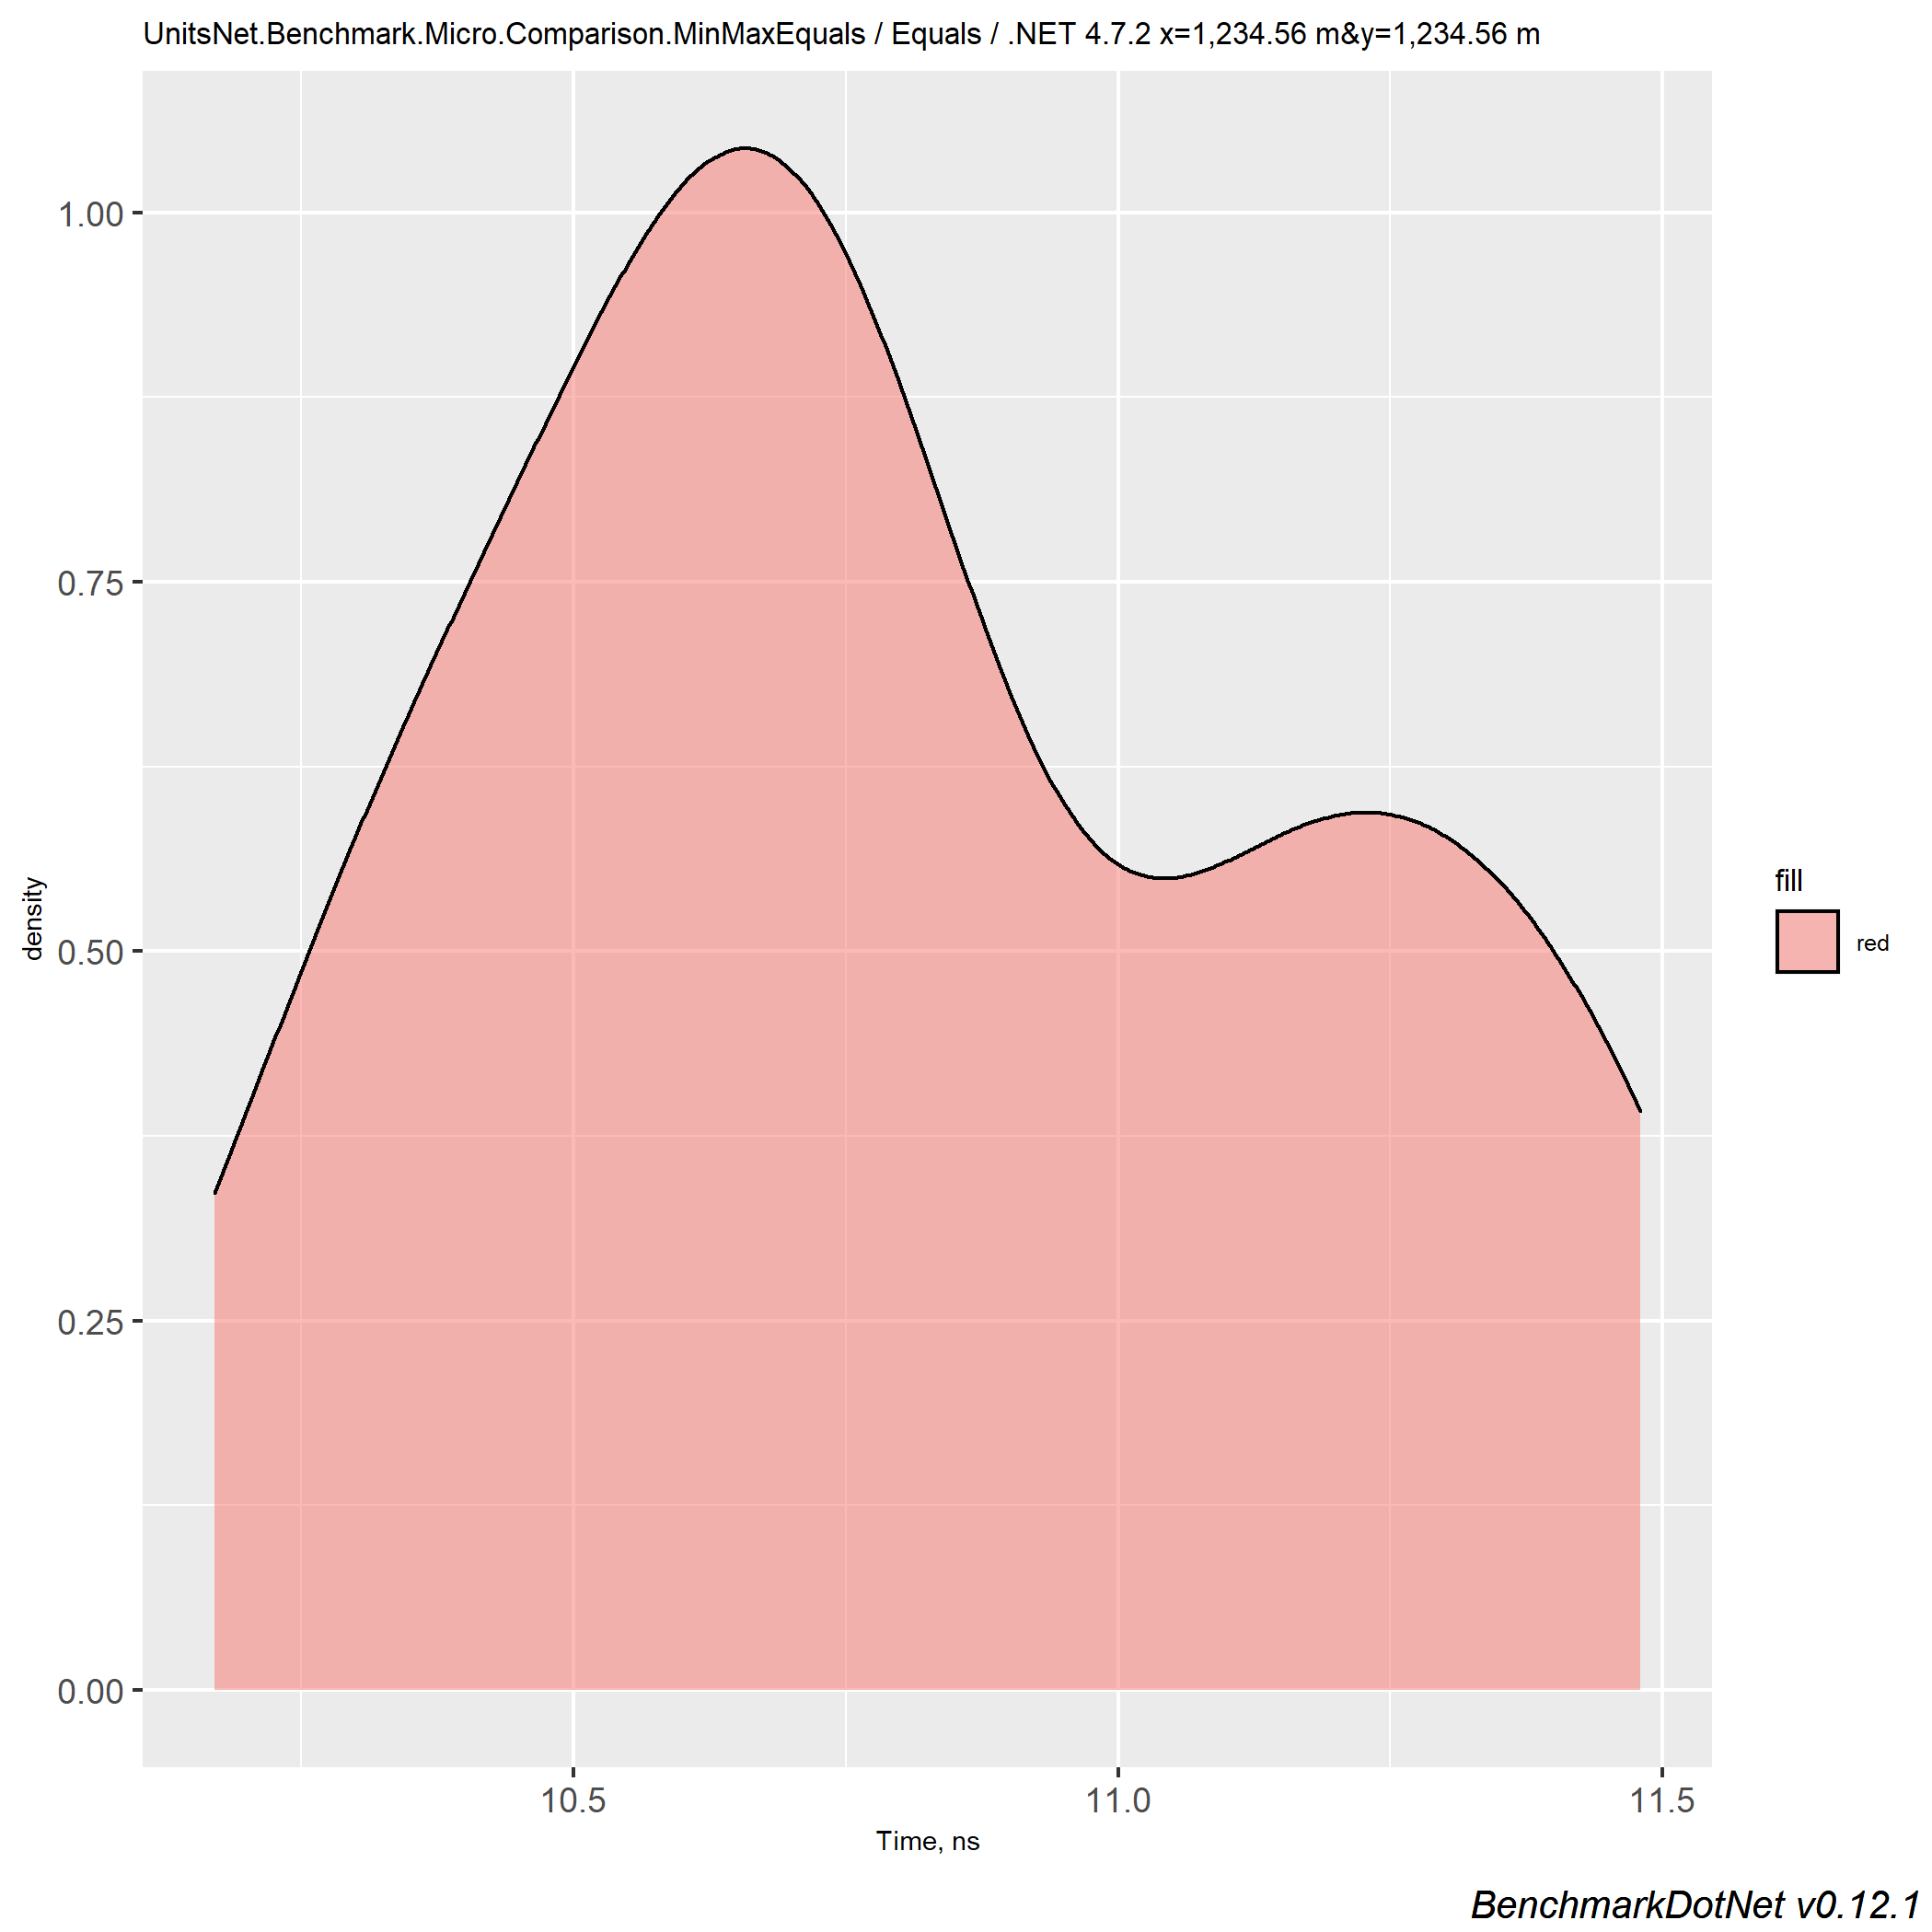 UnitsNet.Benchmark.Micro.Comparison.MinMaxEquals / Equals / .NET 4.7.2 x=1,234.56 m&y=1,234.56 m
1.00
0.75
0.50
0.25
0.00
density
10.5 11.0 11.5
Time, ns
fill
red
BenchmarkDotNet v0.12.1